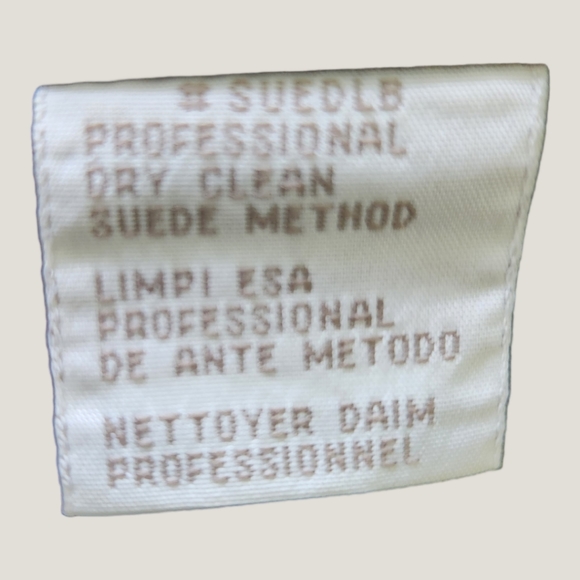 # SUEDLB
PROFESSIONAL
DRY CLEAN
SUEDE METHOD
LIMPI ESA
PROFESSIONAL
DE ANTE METODO
NETTOYER DAIM
PROFESSIONNEL